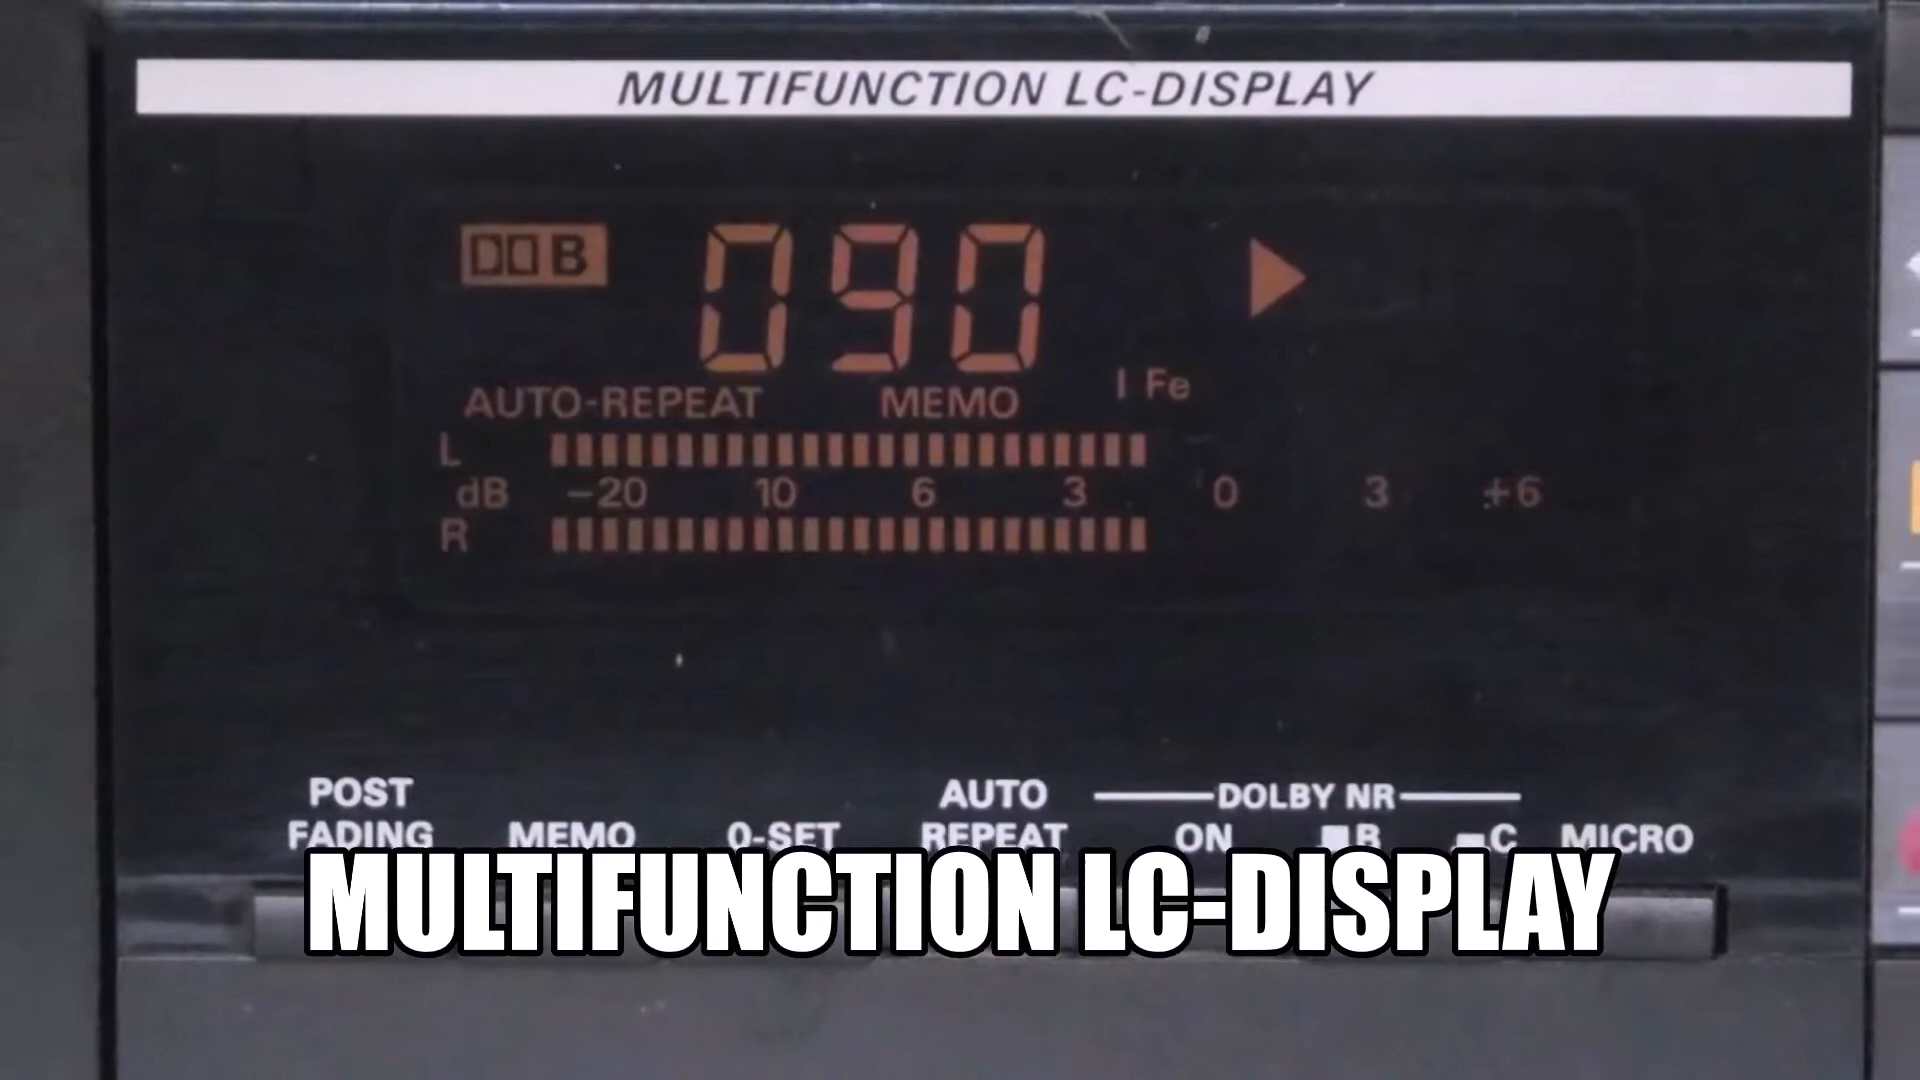 MULTIFUNCTION LC-DISPLAY
B 090
AUTO-REPEAT MEMO I Fe
L
dB -20 10 6 3 0 3 +6
R
POST AUTO DOLBY NR
FADING MEMO 0-SET REPEAT ON B C MICRO
MULTIFUNCTION LC-DISPLAY